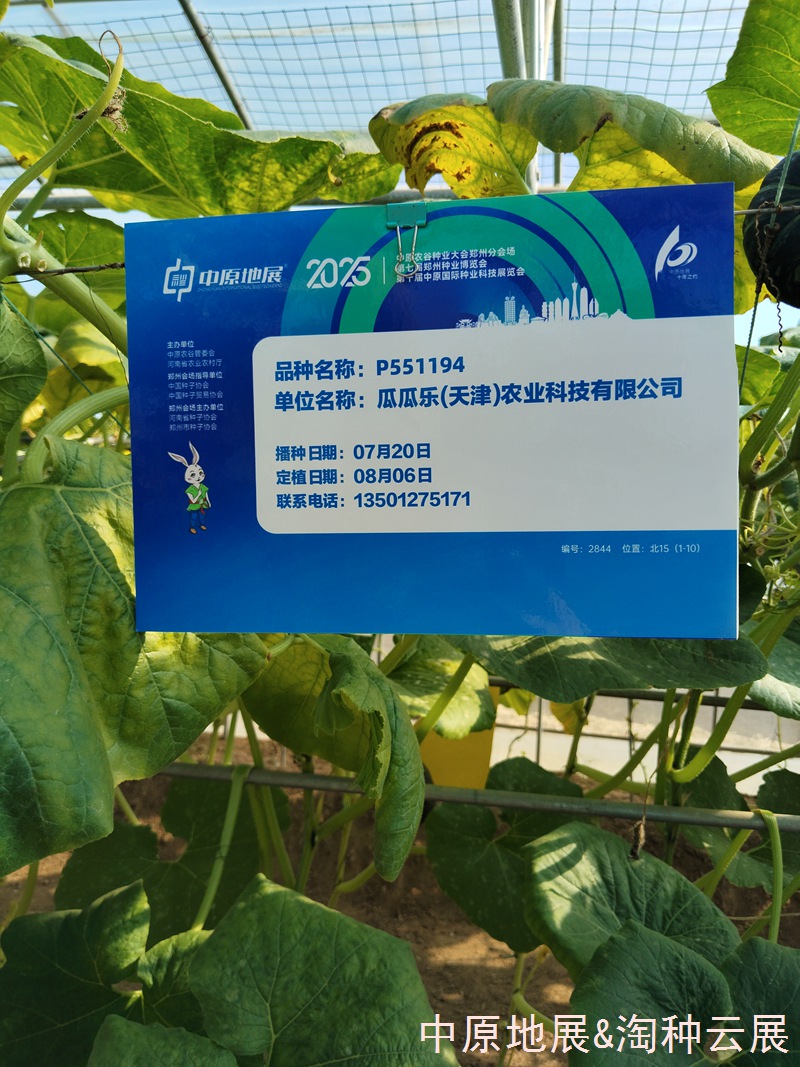 中原地展
2025
中原农谷种业大会郑州分会场
第七届郑州种业博览会
第十届中原国际种业科技展览会
中原地展
十年之约
主办单位
中原农谷管委会
河南省农业农村厅
郑州会场指导单位
中国种子协会
中国种子贸易协会
郑州会场主办单位
河南省种子协会
郑州市种子协会
品种名称：P551194
单位名称：瓜瓜乐(天津)农业科技有限公司
播种日期：07月20日
定植日期：08月06日
联系电话：13501275171
编号：2844 位置：北15（1-10）
中原地展&淘种云展